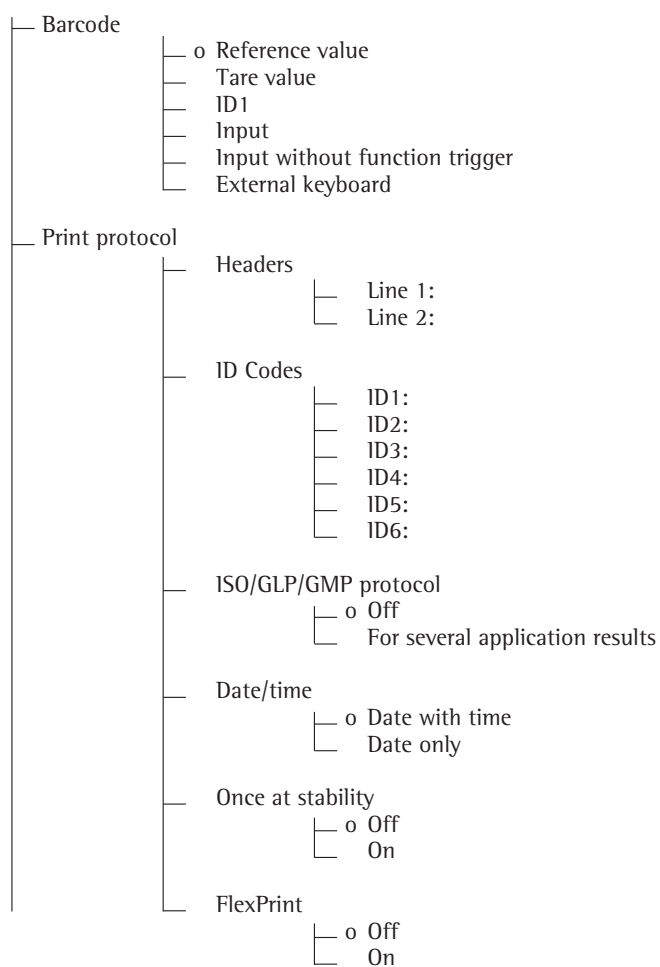 Barcode
o Reference value
Tare value
ID1
Input
Input without function trigger
External keyboard
Print protocol
Headers
Line 1:
Line 2:
ID Codes
ID1:
ID2:
ID3:
ID4:
ID5:
ID6:
ISO/GLP/GMP protocol
o Off
For several application results
Date/time
o Date with time
Date only
Once at stability
o Off
On
FlexPrint
o Off
On